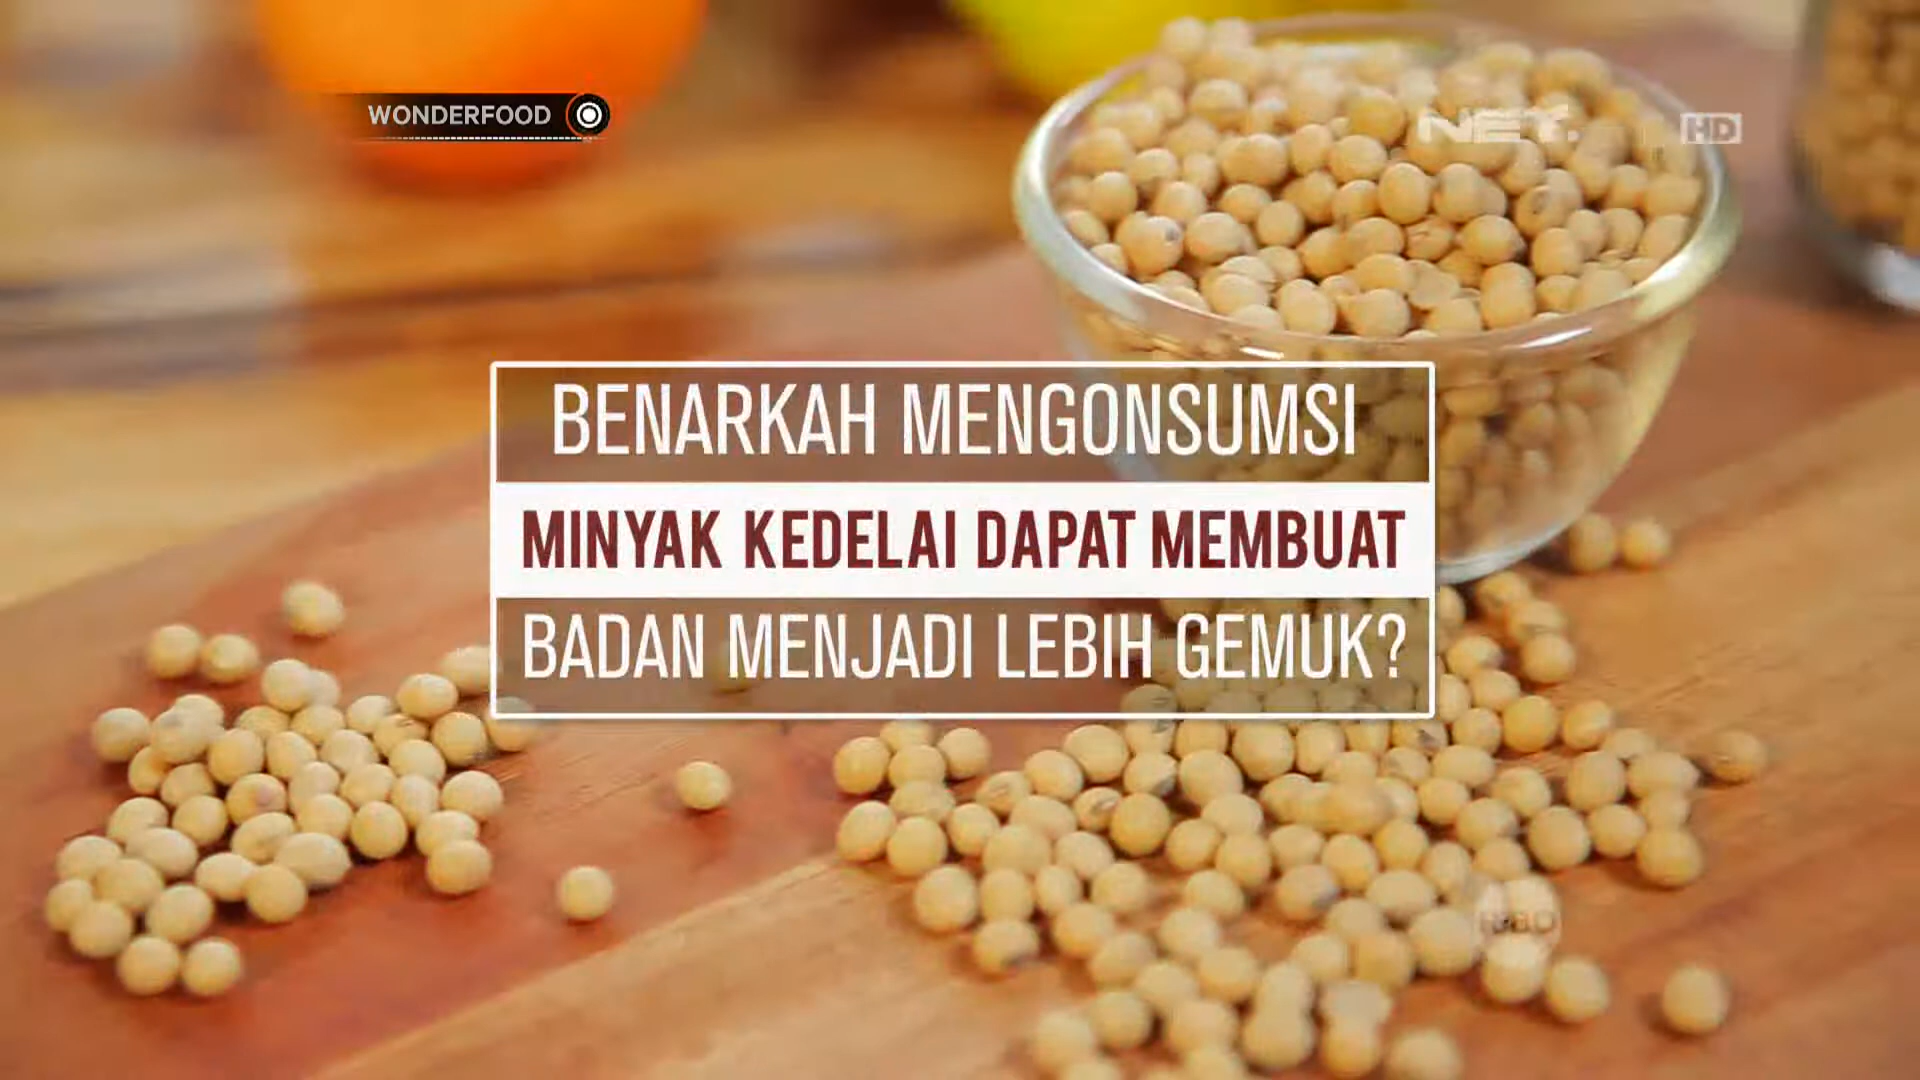 WONDERFOOD
NET.
HD
BENARKAH MENGONSUMSI
MINYAK KEDELAI DAPAT MEMBUAT
BADAN MENJADI LEBIH GEMUK?